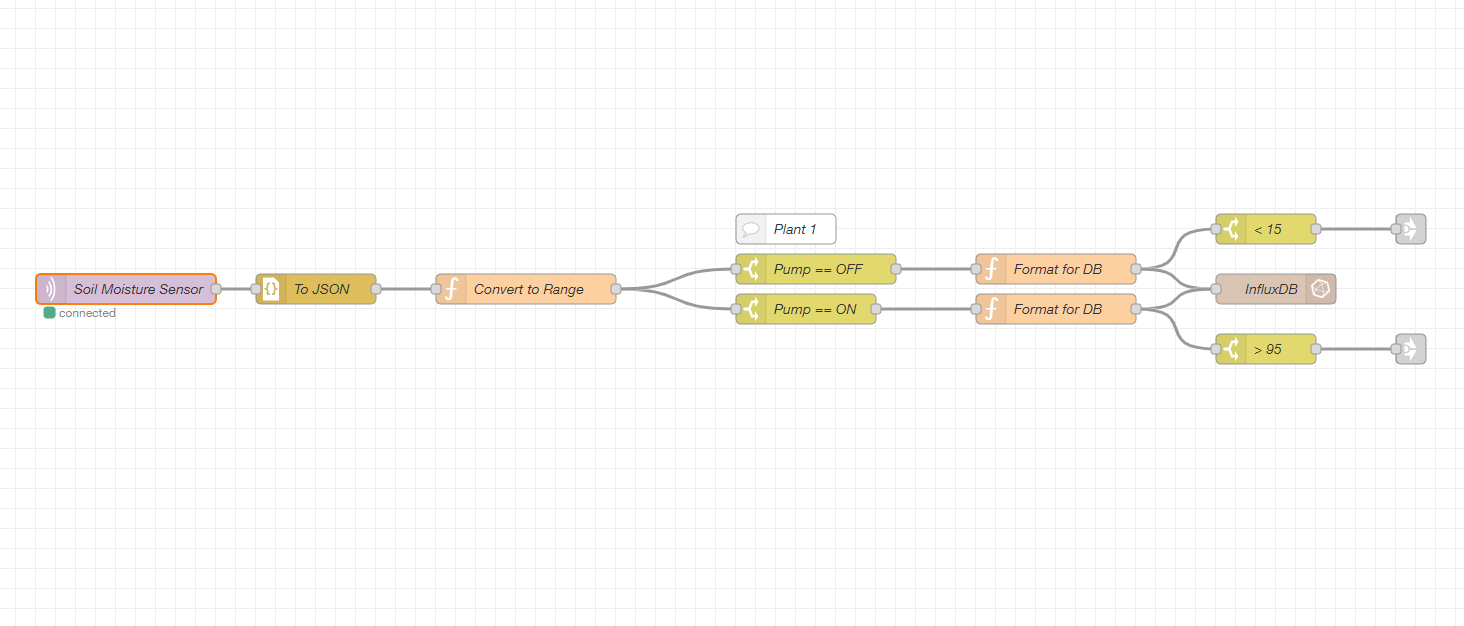 Plant 1
< 15
Pump == OFF
Format for DB
Soil Moisture Sensor
To JSON
Convert to Range
InfluxDB
connected
Pump == ON
Format for DB
> 95